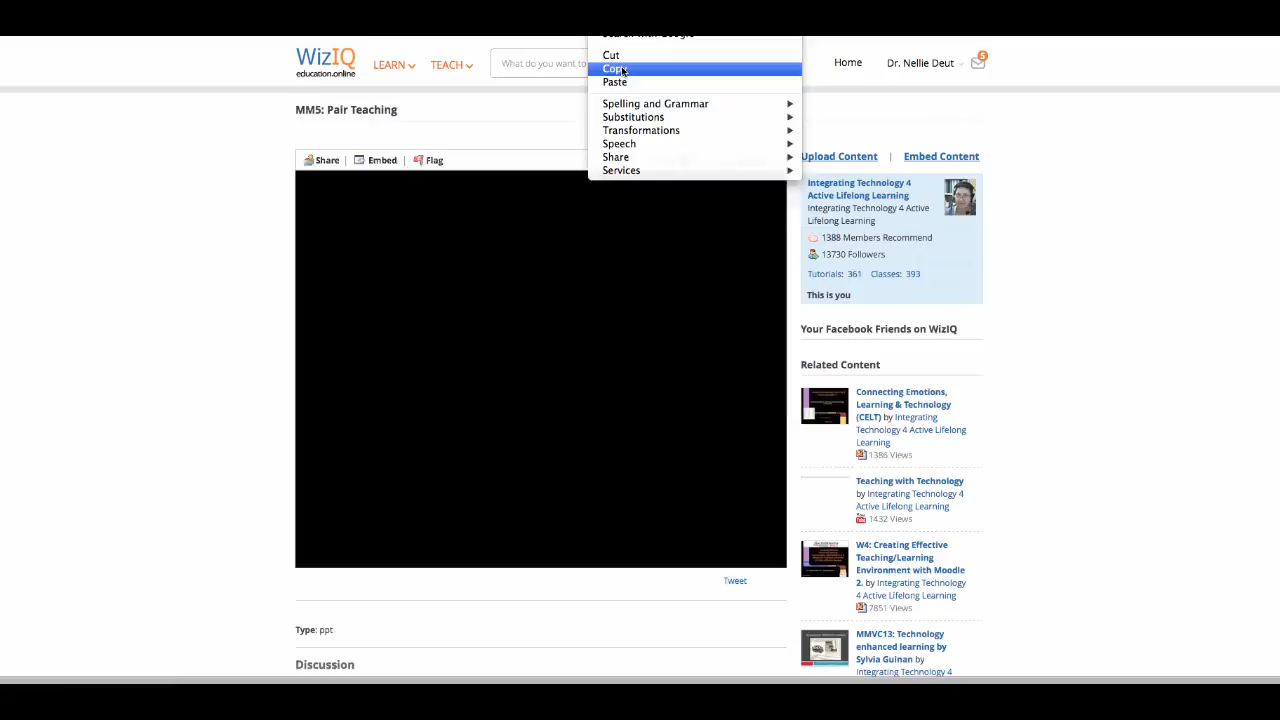 WizIQ
education.online
LEARN
TEACH
What do you want to
Cut
Copy
Paste
Spelling and Grammar
Substitutions
Transformations
Speech
Share
Services
Home
Dr. Nellie Deut
5
MM5: Pair Teaching
Share | Embed | Flag
Upload Content | Embed Content
Integrating Technology 4
Active Lifelong Learning
Integrating Technology 4 Active
Lifelong Learning
1388 Members Recommend
13730 Followers
Tutorials: 361 Classes: 393
This is you
Your Facebook Friends on WizIQ
Related Content
Connecting Emotions,
Learning & Technology
(CELT) by Integrating
Technology 4 Active Lifelong
Learning
1386 Views
Teaching with Technology
by Integrating Technology 4
Active Lifelong Learning
1432 Views
W4: Creating Effective
Teaching/Learning
Environment with Moodle
2. by Integrating Technology
4 Active Lifelong Learning
7851 Views
MMVC13: Technology
enhanced learning by
Sylvia Guinan by
Integrating Technology 4
Tweet
Type: ppt
Discussion